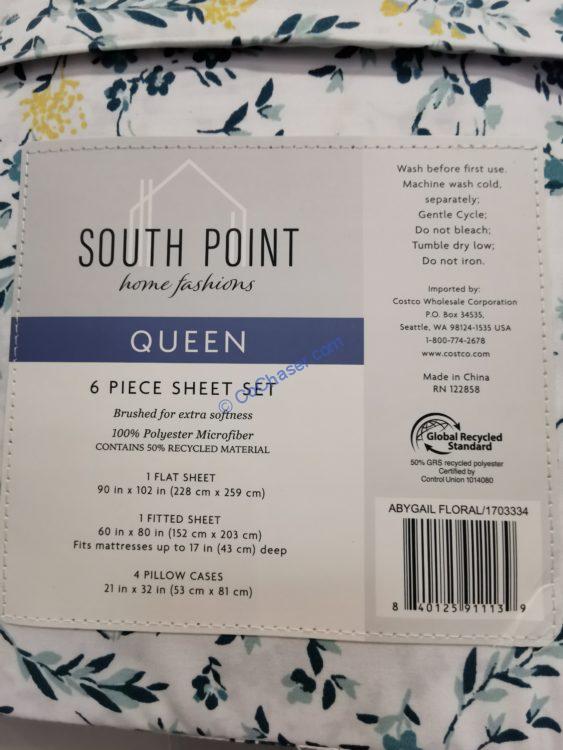 SOUTH POINT
home fashions
QUEEN
6 PIECE SHEET SET
Brushed for extra softness
100% Polyester Microfiber
CONTAINS 50% RECYCLED MATERIAL
1 FLAT SHEET
90 in x 102 in (228 cm x 259 cm)
1 FITTED SHEET
60 in x 80 in (152 cm x 203 cm)
Fits mattresses up to 17 in (43 cm) deep
4 PILLOW CASES
21 in x 32 in (53 cm x 81 cm)
© CoChaser.com
Wash before first use.
Machine wash cold,
separately;
Gentle Cycle;
Do not bleach;
Tumble dry low;
Do not iron.
Imported by:
Costco Wholesale Corporation
P.O. Box 34535,
Seattle, WA 98124-1535 USA
1-800-774-2678
www.costco.com
Made in China
RN 122858
Global Recycled
Standard
50% GRS recycled polyester
Certified by
Control Union 1014080
ABYGAIL FLORAL/1703334
8 40125 91113 9